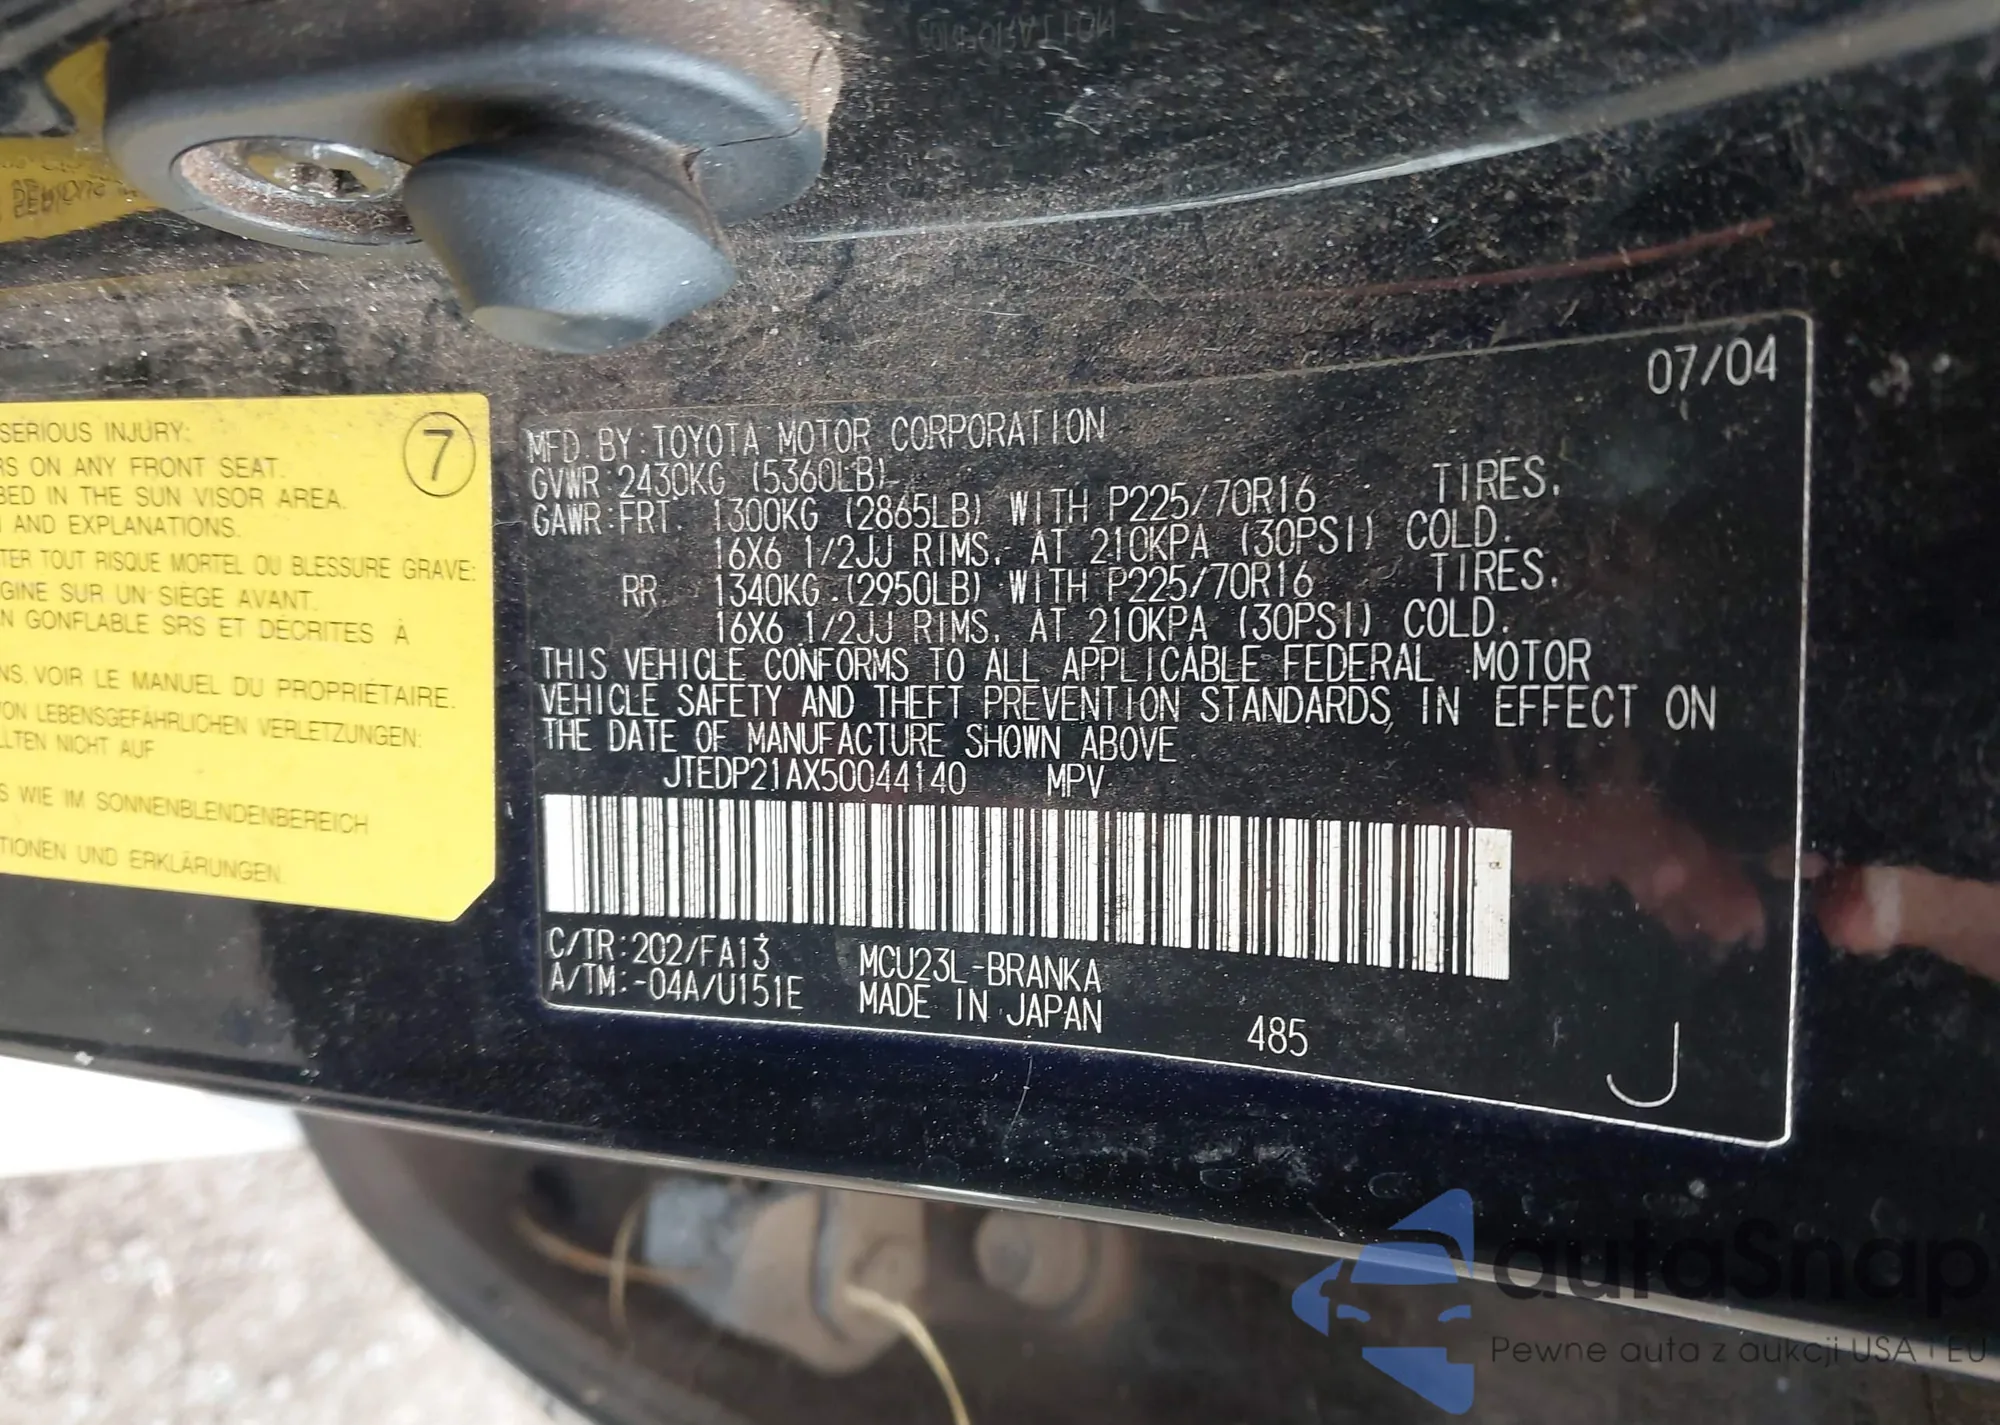 SERIOUS INJURY:
7
RS ON ANY FRONT SEAT.
BED IN THE SUN VISOR AREA.
AND EXPLANATIONS.
TER TOUT RISQUE MORTEL OU BLESSURE GRAVE:
GINE SUR UN SIÈGE AVANT.
N GONFLABLE SRS ET DÉCRITES À
NS, VOIR LE MANUEL DU PROPRIÉTAIRE.
VON LEBENSGEFÄHRLICHEN VERLETZUNGEN:
LLTEN NICHT AUF
S WIE IM SONNENBLENDENBEREICH
TIONEN UND ERKLÄRUNGEN.
07/04
MFD. BY: TOYOTA MOTOR CORPORATION
GVWR: 2430KG (5360LB)
GAWR: FRT. 1300KG (2865LB) WITH P225/70R16 TIRES,
16X6 1/2JJ RIMS, AT 210KPA (30PSI) COLD.
RR. 1340KG (2950LB) WITH P225/70R16 TIRES,
16X6 1/2JJ RIMS, AT 210KPA (30PSI) COLD.
THIS VEHICLE CONFORMS TO ALL APPLICABLE FEDERAL MOTOR
VEHICLE SAFETY AND THEFT PREVENTION STANDARDS, IN EFFECT ON
THE DATE OF MANUFACTURE SHOWN ABOVE
JTEDP21AX50044140 MPV
C/TR: 202/FA13 MCU23L-BRANKA
A/TM: -04A/U151E MADE IN JAPAN
485
J
autoSnap
Pewne auta z aukcji USA i EU